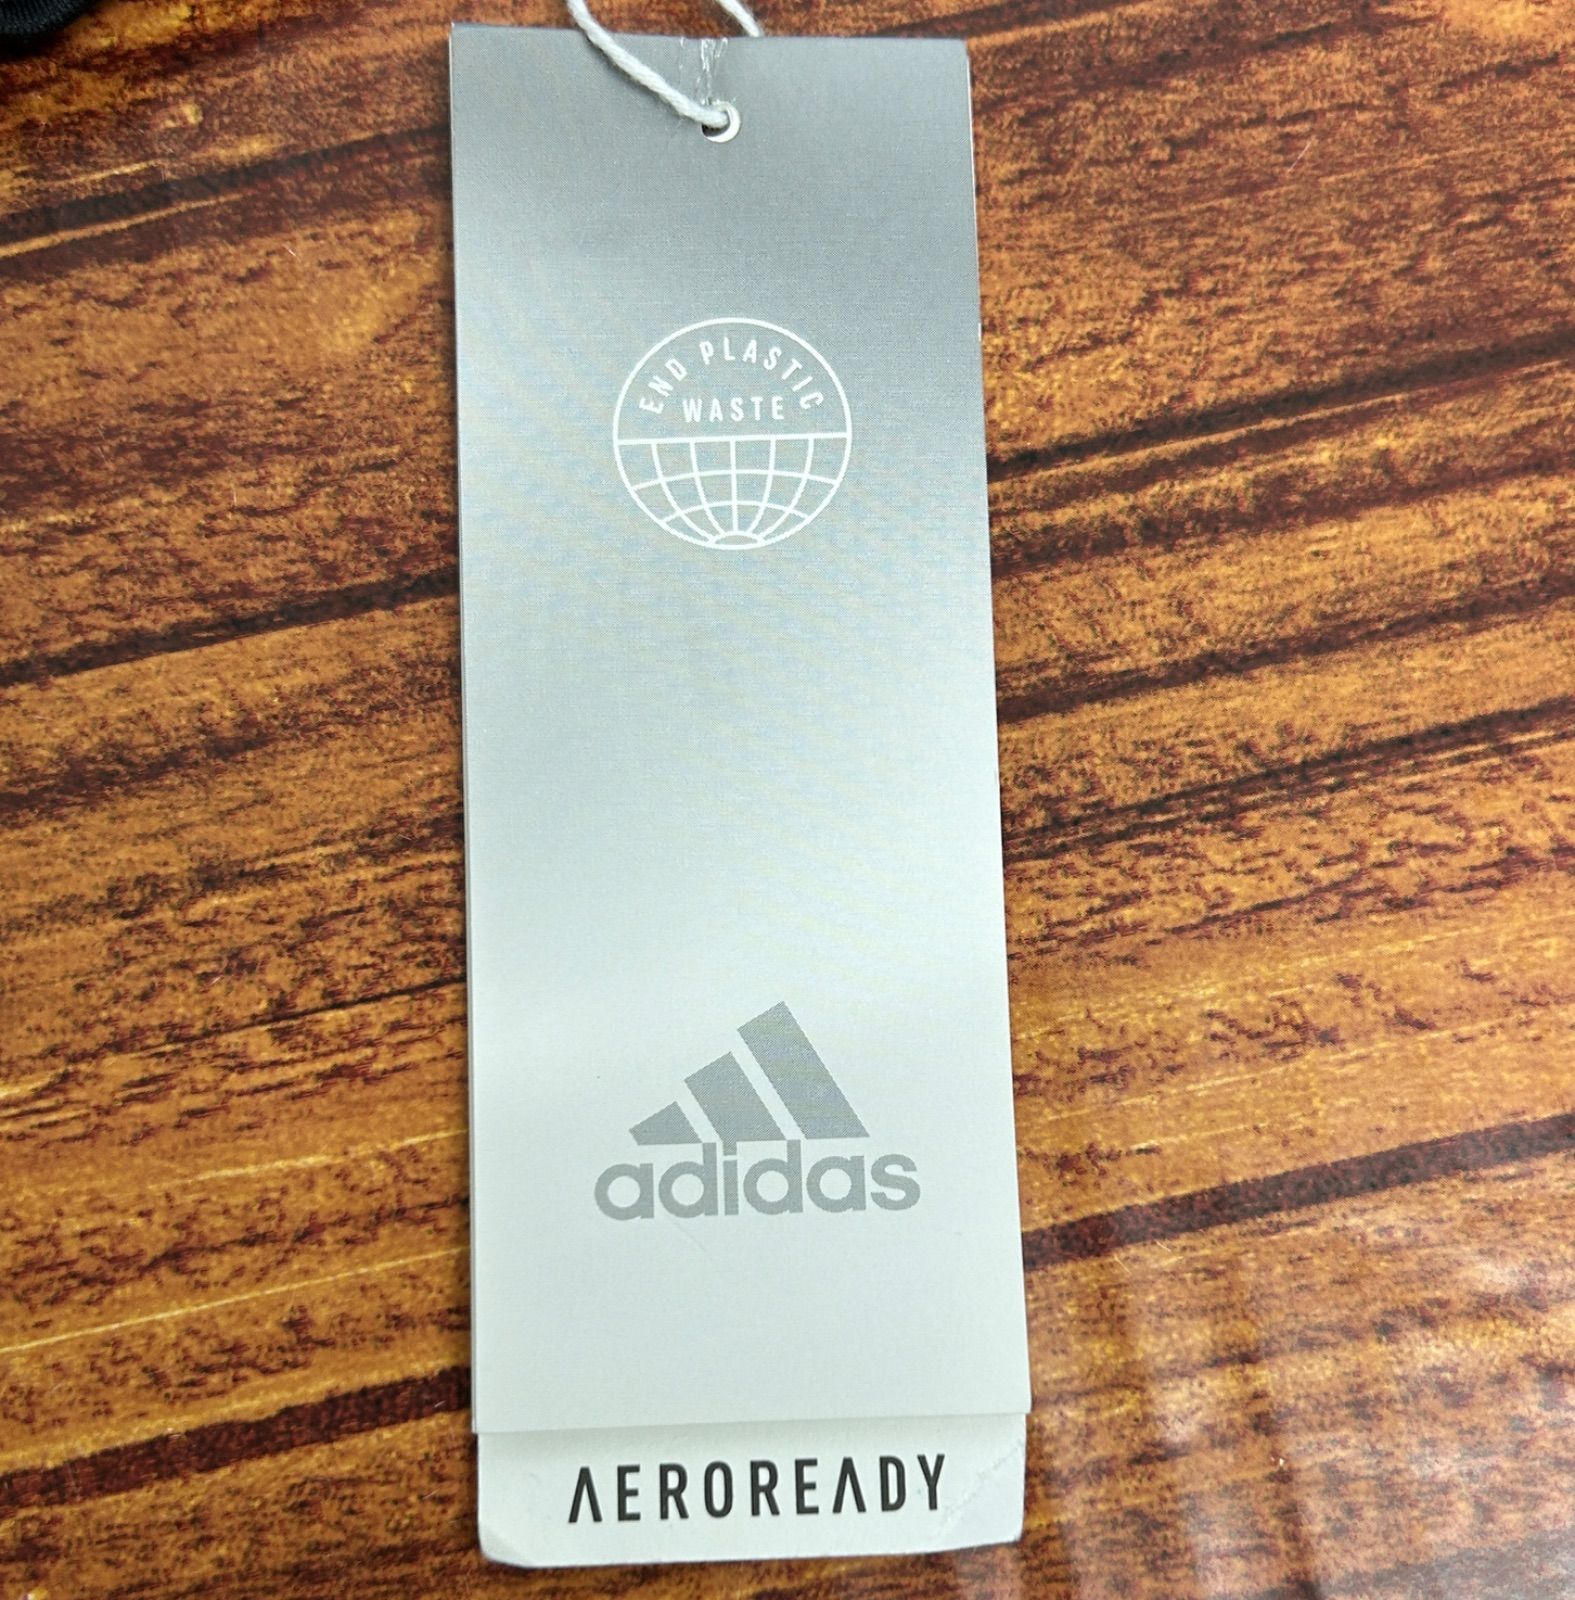 END PLASTIC
WASTE
adidas
AEROREADY